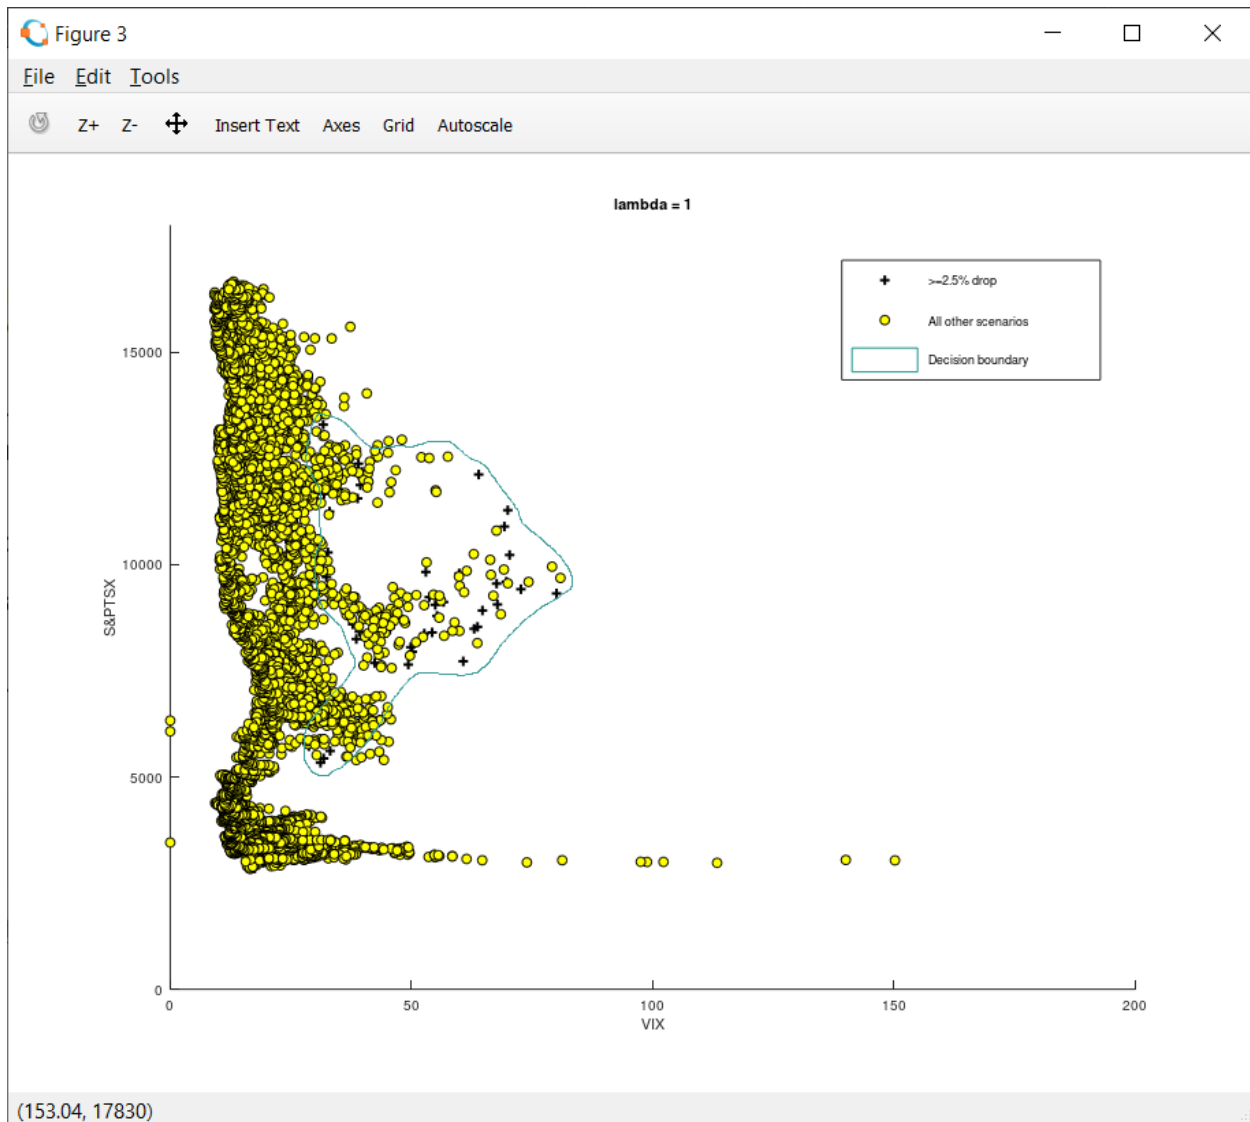 Figure 3
File Edit Tools
Z+ Z- Insert Text Axes Grid Autoscale
lambda = 1
>=2.5% drop
All other scenarios
Decision boundary
15000
10000
5000
0
S&PTSX
0 50 100 150 200
VIX
(153.04, 17830)